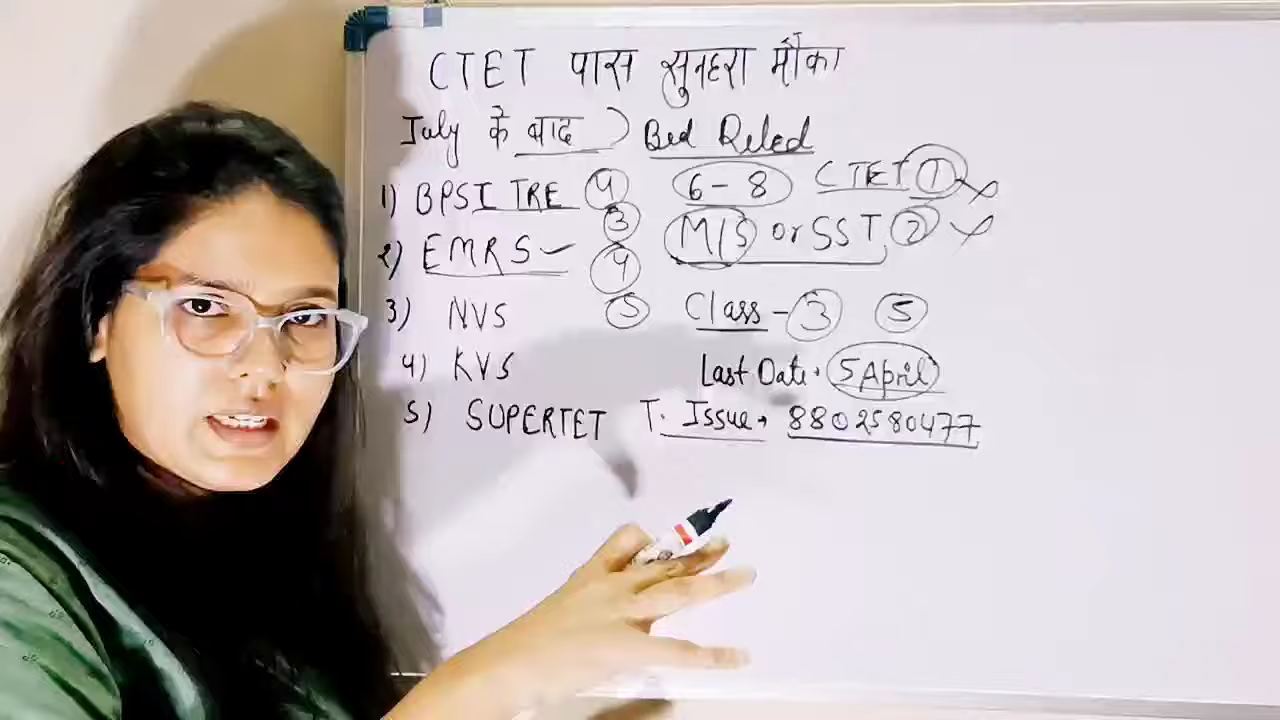 CTET पास सुनहरा मौका
July के बाद ) Bed Reled
1) BPSI TRE 4 6-8 CTET 1
3
2) EMRS M/S or SST 2
4
3) NVS 5 Class - 3 5
4) KVS Last Date. 5 April
5) SUPERTET T. Issue → 8802580477